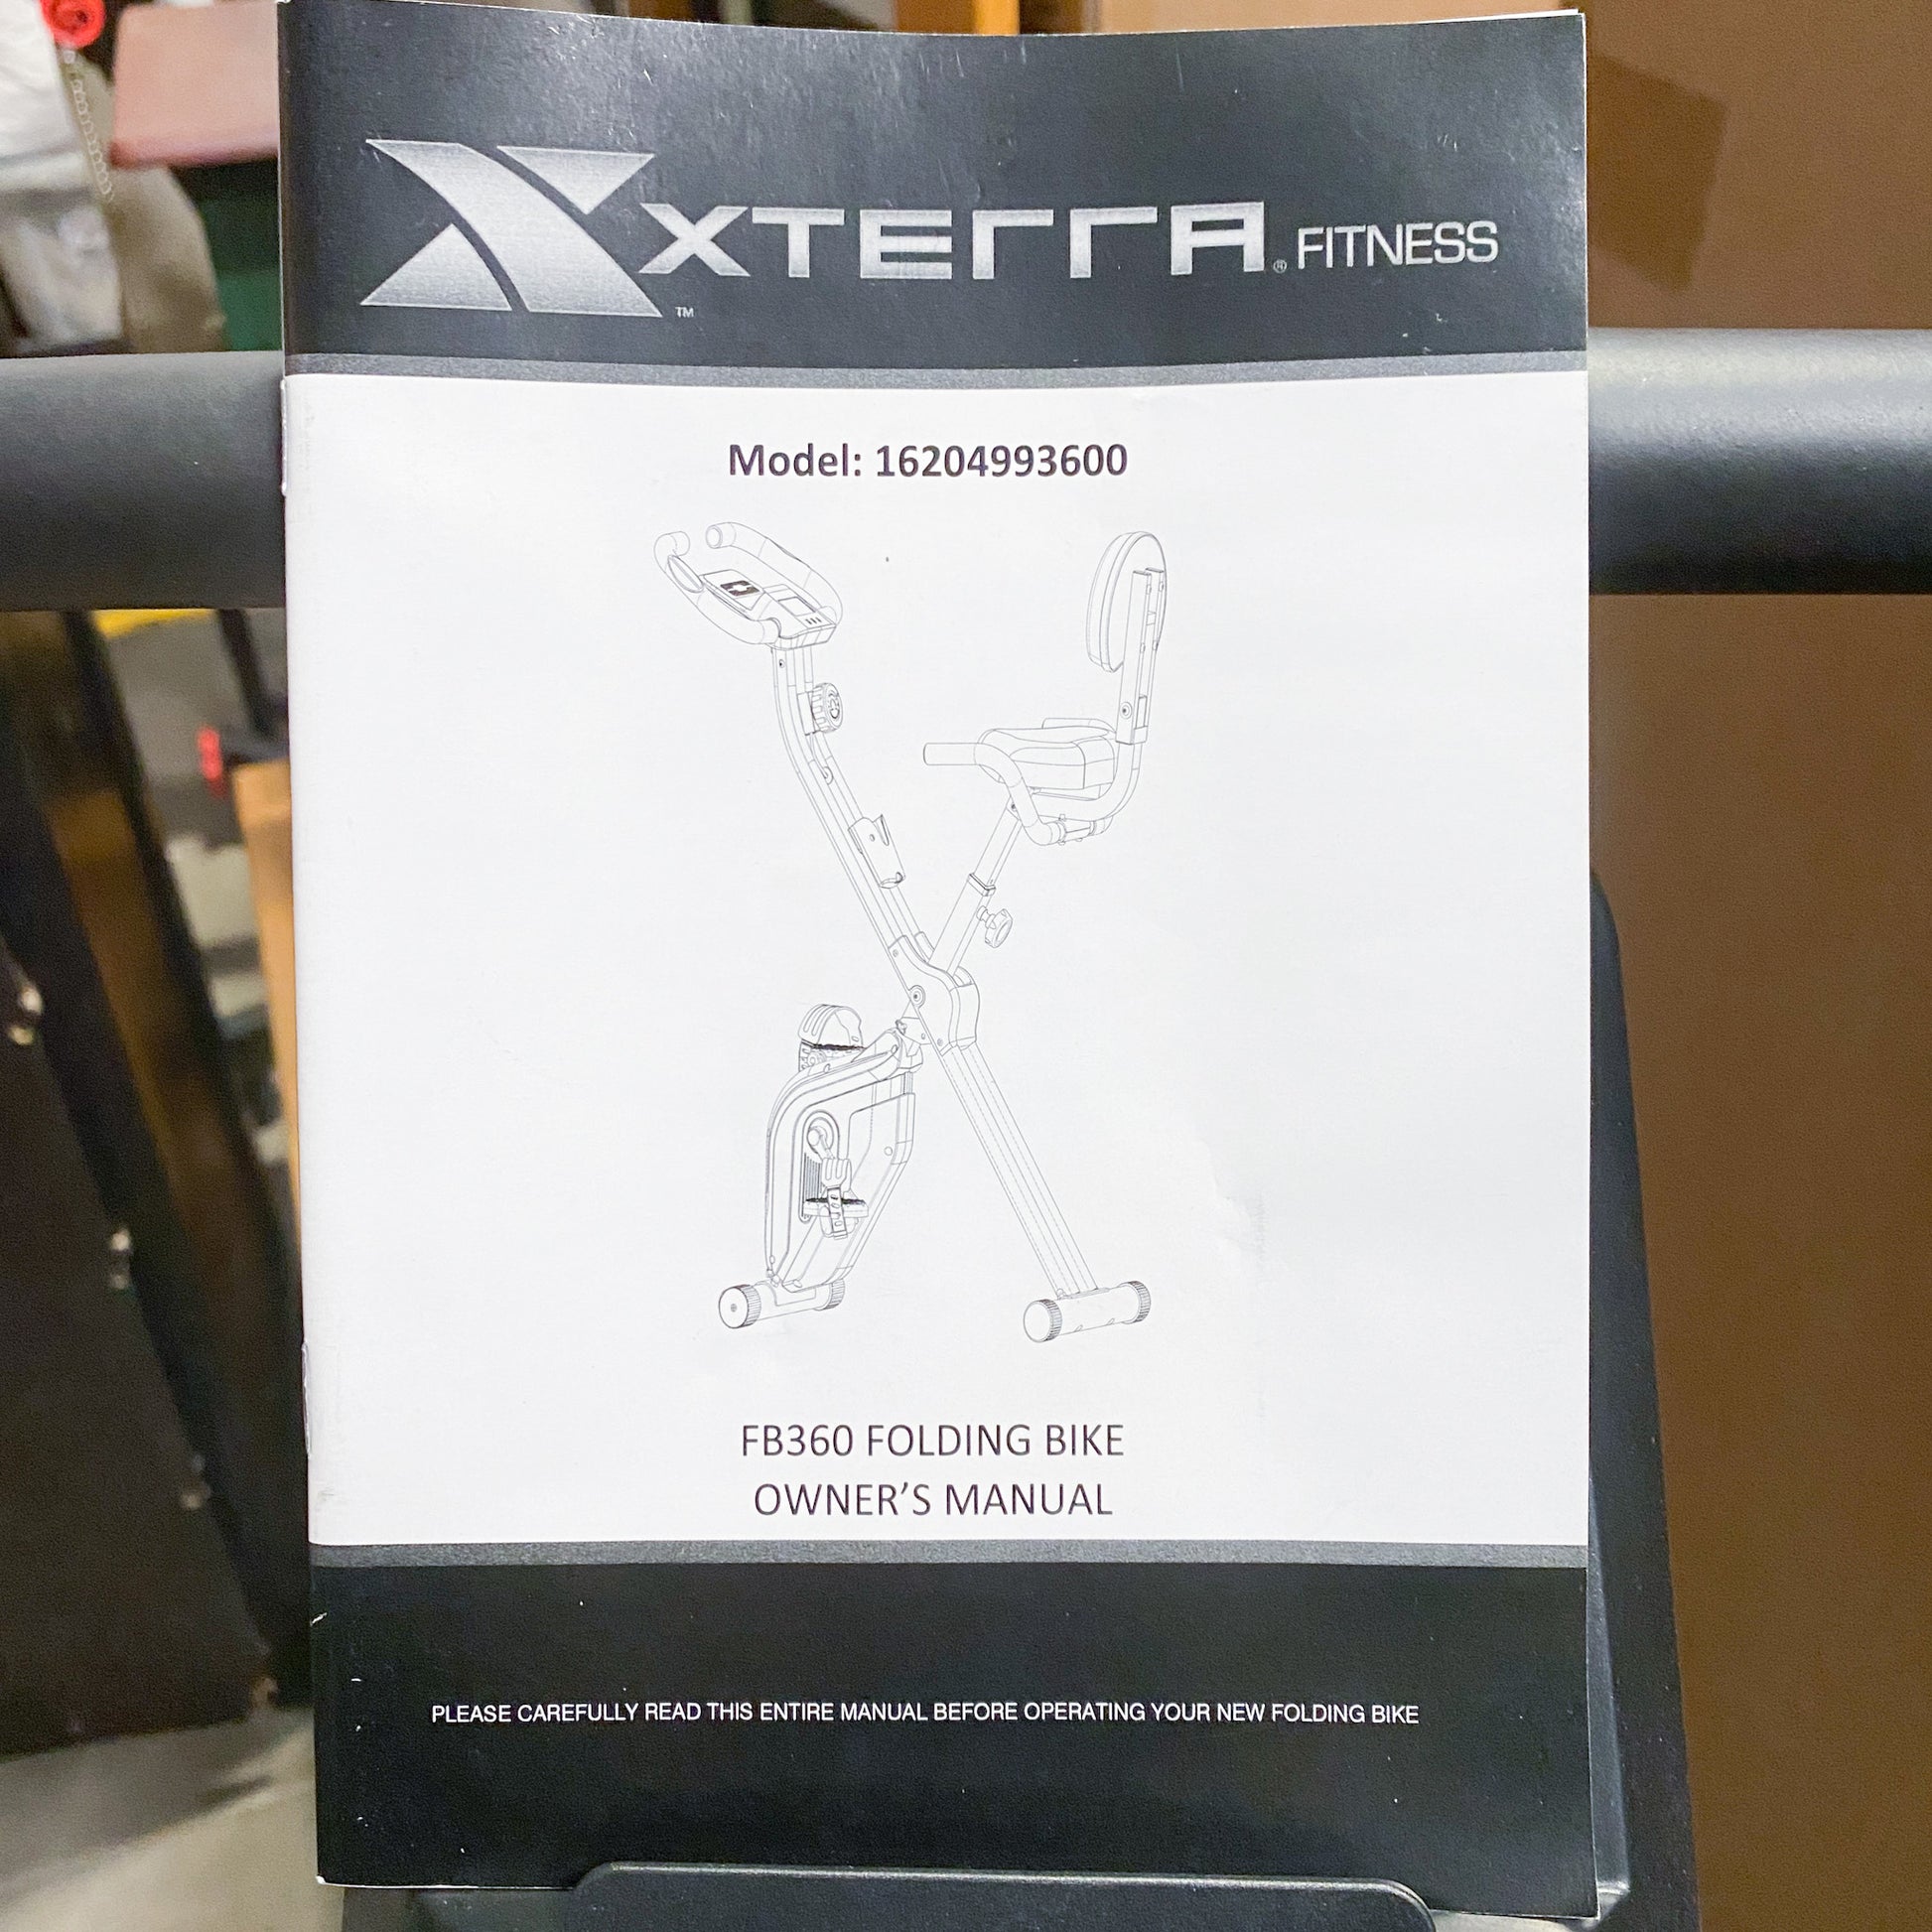 XTERRA® FITNESS
™
Model: 16204993600
FB360 FOLDING BIKE
OWNER’S MANUAL
PLEASE CAREFULLY READ THIS ENTIRE MANUAL BEFORE OPERATING YOUR NEW FOLDING BIKE